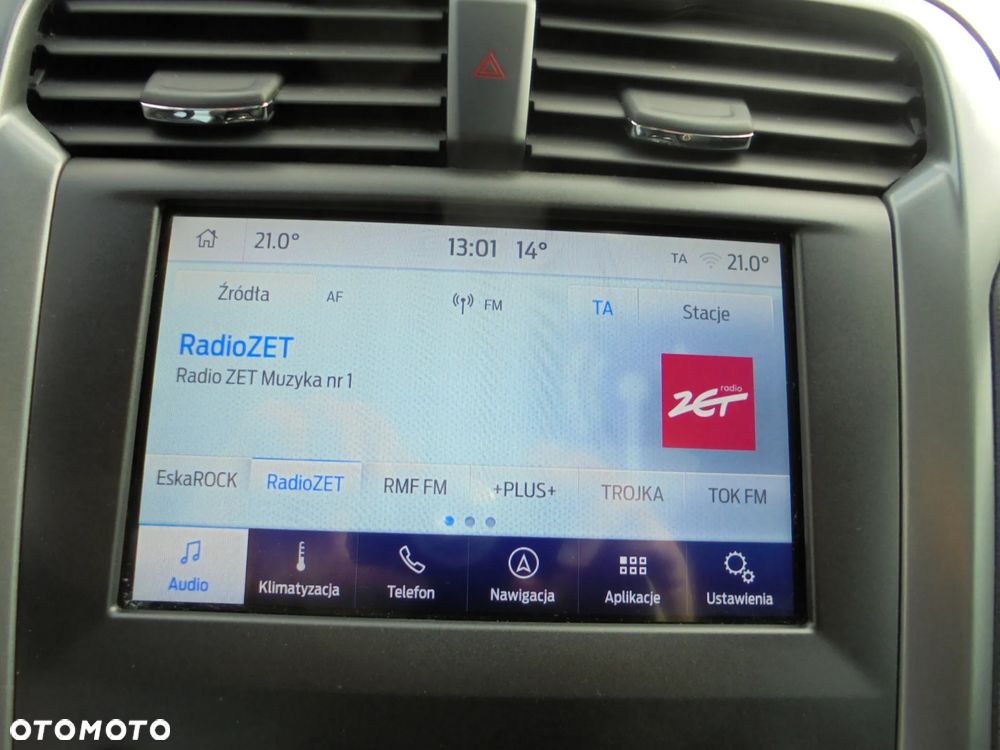 21.0°
13:01 14°
TA 21.0°
Źródła
AF
FM
TA
Stacje
RadioZET
Radio ZET Muzyka nr 1
radio
ZET
EskaROCK
RadioZET
RMF FM
+PLUS+
TROJKA
TOK FM
Audio
Klimatyzacja
Telefon
Nawigacja
Aplikacje
Ustawienia
OTOMOTO